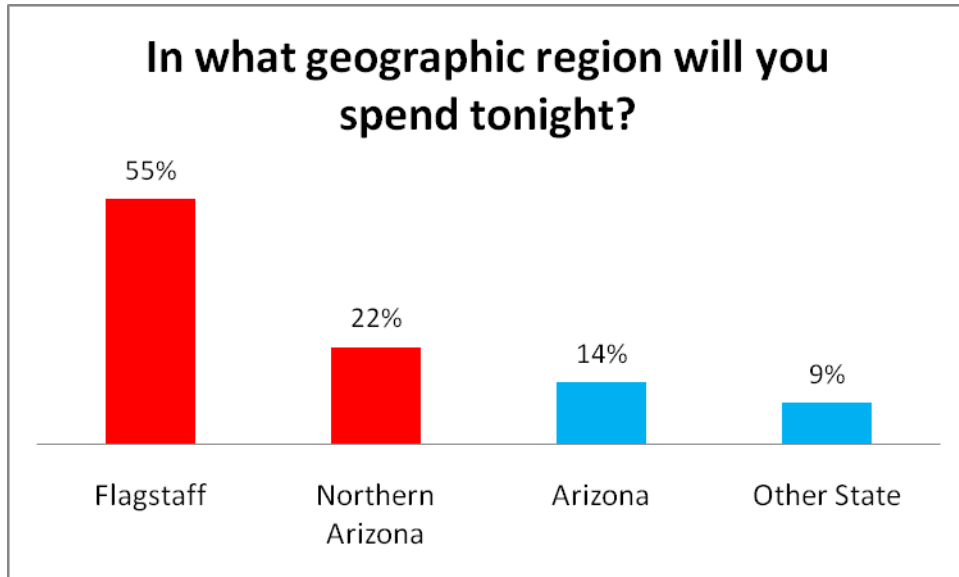 In what geographic region will you
spend tonight?
55%
22%
14%
9%
Flagstaff
Northern
Arizona
Arizona
Other State